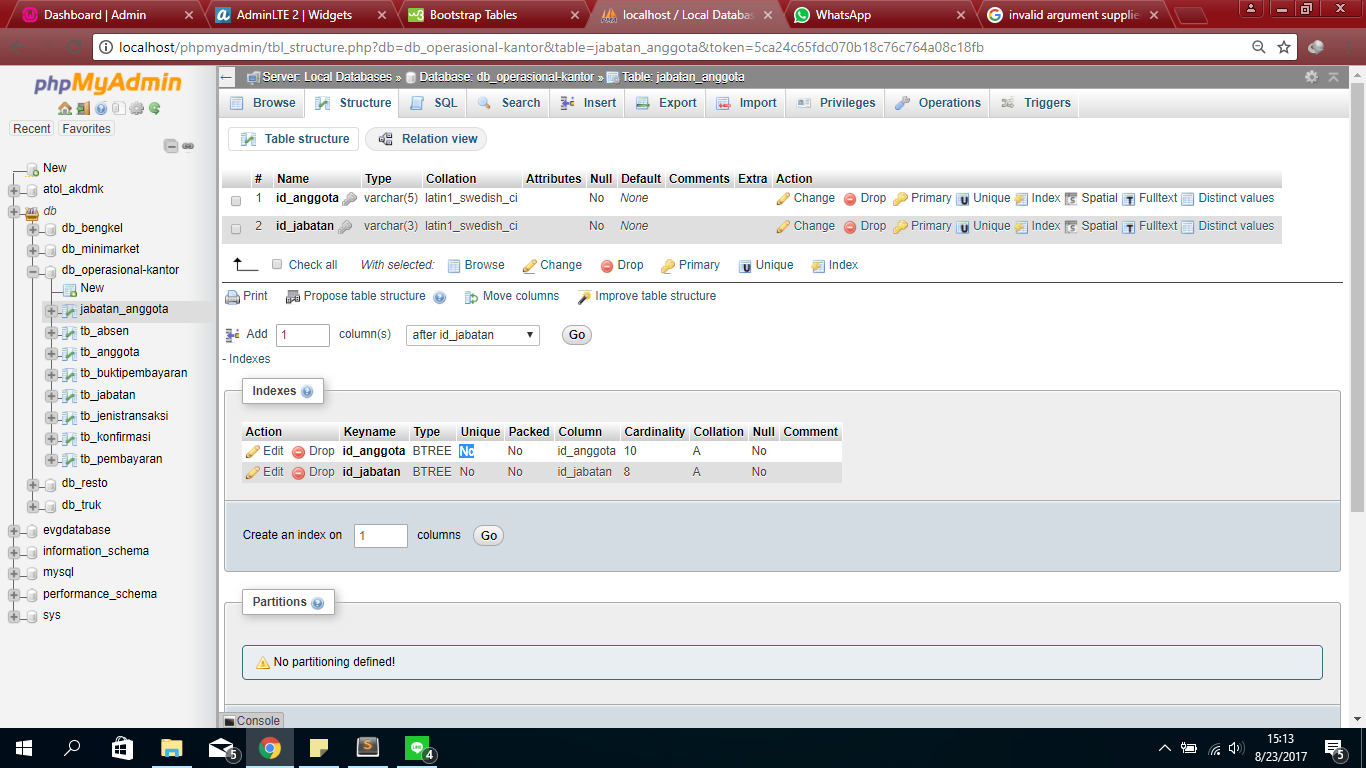 Dashboard | Admin
AdminLTE 2 | Widgets
Bootstrap Tables
localhost / Local Databas
WhatsApp
invalid argument supplie
localhost/phpmyadmin/tbl_structure.php?db=db_operasional-kantor&table=jabatan_anggota&token=5ca24c65fdc070b18c76c764a08c18fb
phpMyAdmin
Recent Favorites
New
atol_akdmk
db
db_bengkel
db_minimarket
db_operasional-kantor
New
jabatan_anggota
tb_absen
tb_anggota
tb_buktipembayaran
tb_jabatan
tb_jenistransaksi
tb_konfirmasi
tb_pembayaran
db_resto
db_truk
evgdatabase
information_schema
mysql
performance_schema
sys
Server: Local Databases » Database: db_operasional-kantor » Table: jabatan_anggota
Browse Structure SQL Search Insert Export Import Privileges Operations Triggers
Table structure Relation view
# Name Type Collation Attributes Null Default Comments Extra Action
1 id_anggota varchar(5) latin1_swedish_ci No None Change Drop Primary Unique Index Spatial Fulltext Distinct values
2 id_jabatan varchar(3) latin1_swedish_ci No None Change Drop Primary Unique Index Spatial Fulltext Distinct values
Check all With selected: Browse Change Drop Primary Unique Index
Print Propose table structure Move columns Improve table structure
Add 1 column(s) after id_jabatan Go
- Indexes
Indexes
Action Keyname Type Unique Packed Column Cardinality Collation Null Comment
Edit Drop id_anggota BTREE No No id_anggota 10 A No
Edit Drop id_jabatan BTREE No No id_jabatan 8 A No
Create an index on 1 columns Go
Partitions
No partitioning defined!
Console
5
4
15:13
8/23/2017
5